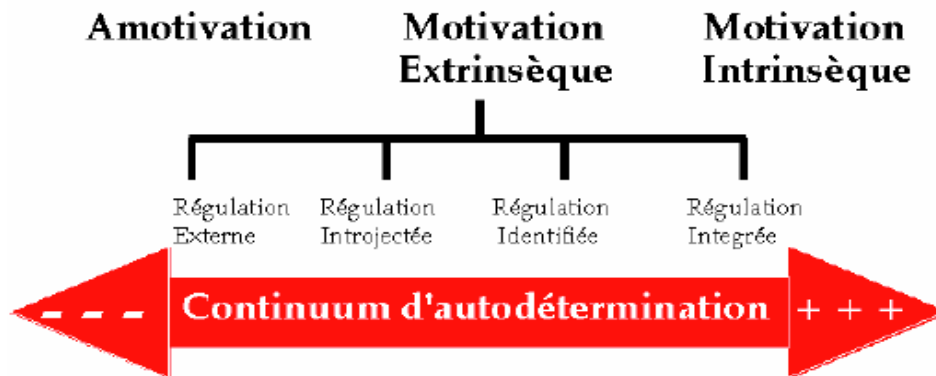 Amotivation
Motivation
Extrinsèque
Motivation
Intrinsèque
Régulation
Externe
Régulation
Introjectée
Régulation
Identifiée
Régulation
Integrée
- - - Continuum d'autodétermination + + +